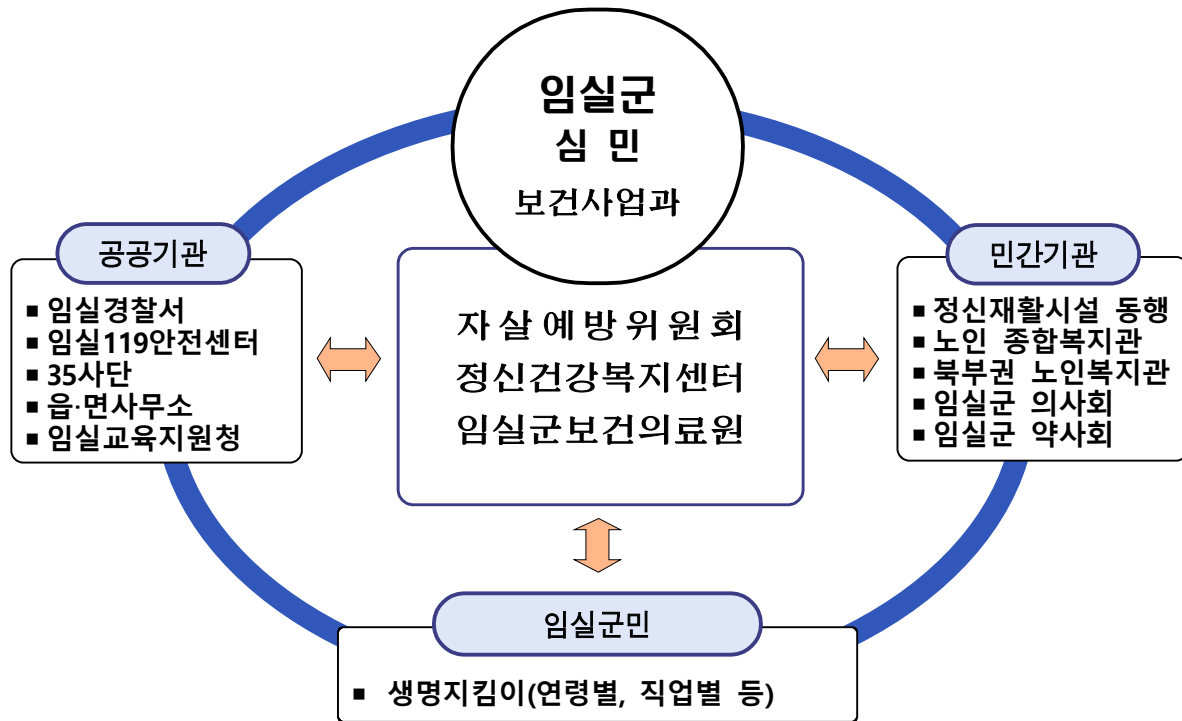 임실군
심 민
보건사업과
공공기관
■ 임실경찰서
■ 임실119안전센터
■ 35사단
■ 읍·면사무소
■ 임실교육지원청
자살예방위원회
정신건강복지센터
임실군보건의료원
민간기관
■ 정신재활시설 동행
■ 노인 종합복지관
■ 북부권 노인복지관
■ 임실군 의사회
■ 임실군 약사회
임실군민
■ 생명지킴이(연령별, 직업별 등)